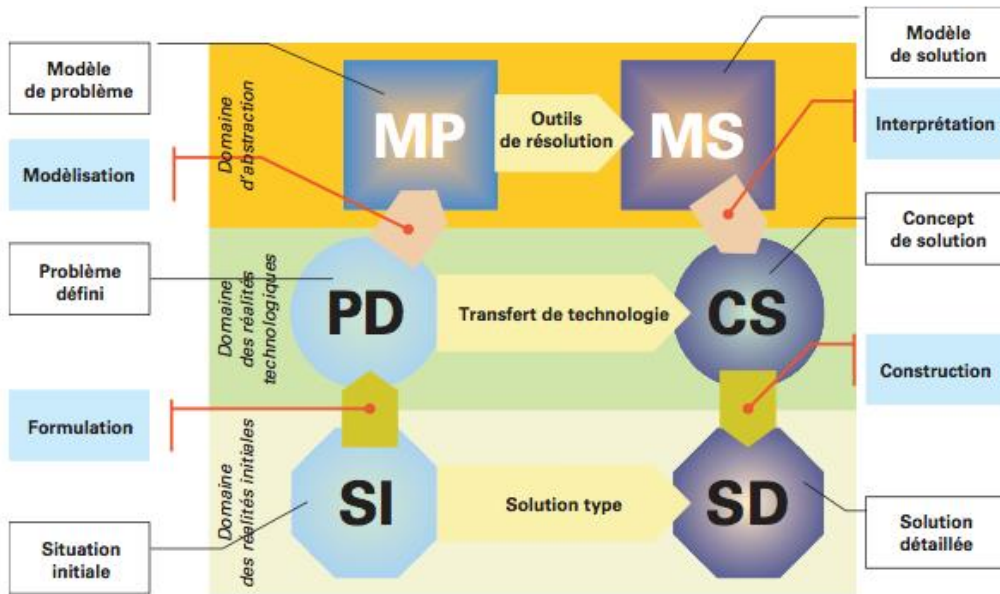 Modèle
de problème
Modèlisation
Problème
défini
Formulation
Situation
initiale
Domaine
d'abstraction
Domaine
des réalités
technologiques
Domaine
des réalités initiales
MP
Outils
de résolution
MS
PD
Transfert de technologie
CS
SI
Solution type
SD
Modèle
de solution
Interprétation
Concept
de solution
Construction
Solution
détaillée